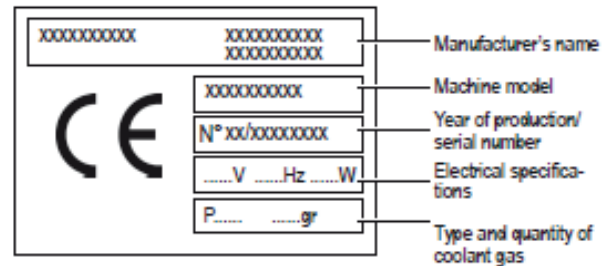 XXXXXXXXXX XXXXXXXXXX
XXXXXXXXXX
Manufacturer's name
XXXXXXXXXX
Machine model
CE
N° xx/xxxxxxxx
Year of production/
serial number
......V ......Hz ......W
Electrical specifica-
tions
P...... ......gr
Type and quantity of
coolant gas